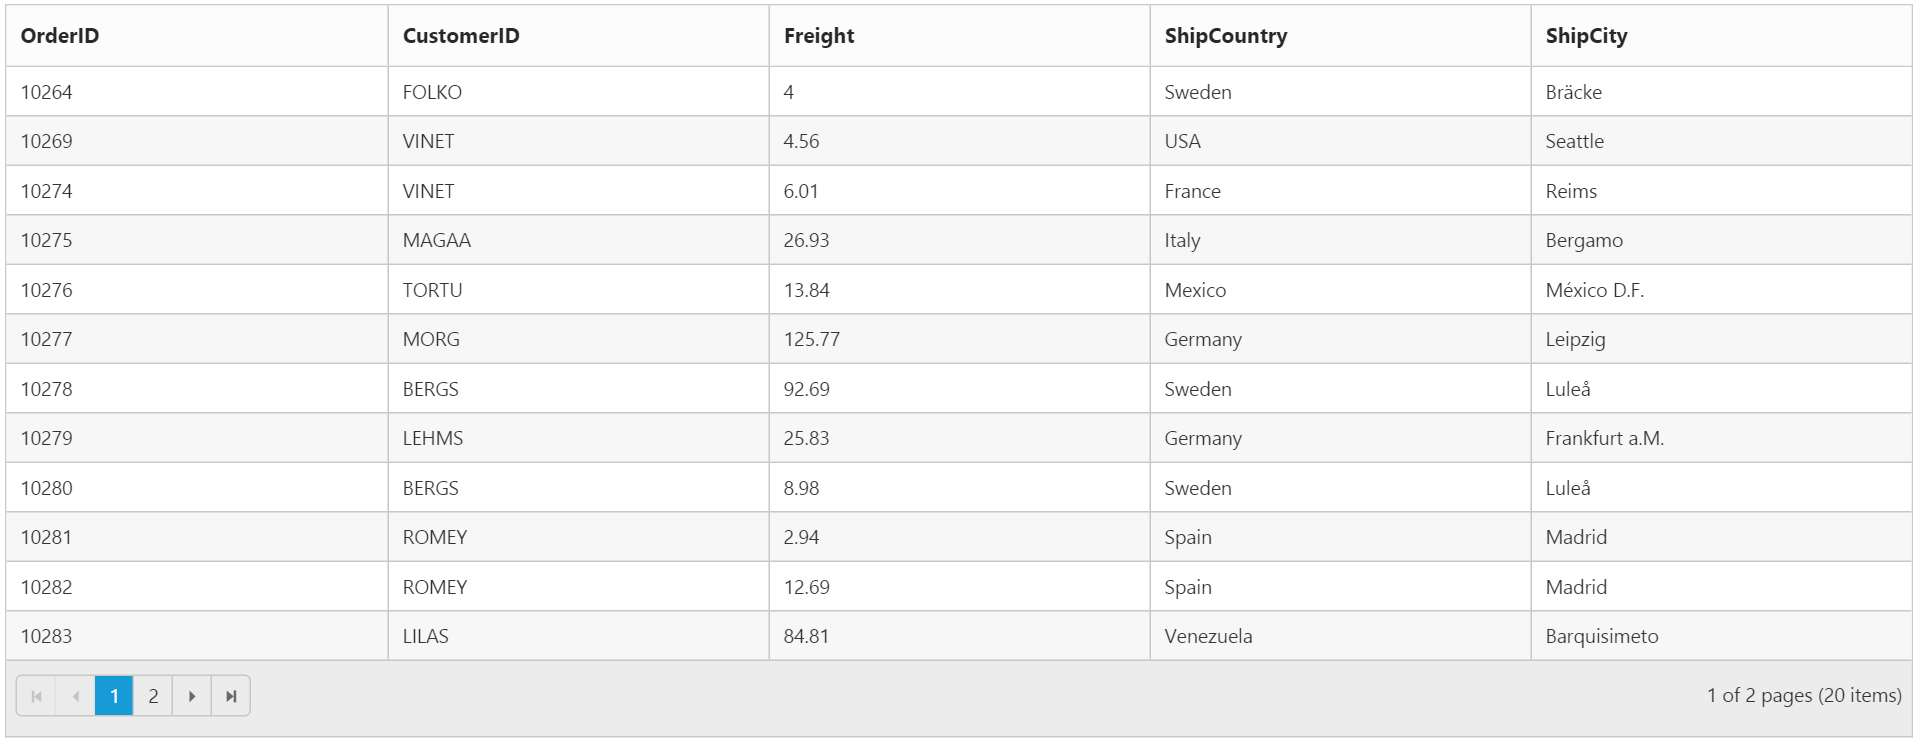 OrderID CustomerID Freight ShipCountry ShipCity
10264 FOLKO 4 Sweden Bräcke
10269 VINET 4.56 USA Seattle
10274 VINET 6.01 France Reims
10275 MAGAA 26.93 Italy Bergamo
10276 TORTU 13.84 Mexico México D.F.
10277 MORG 125.77 Germany Leipzig
10278 BERGS 92.69 Sweden Luleå
10279 LEHMS 25.83 Germany Frankfurt a.M.
10280 BERGS 8.98 Sweden Luleå
10281 ROMEY 2.94 Spain Madrid
10282 ROMEY 12.69 Spain Madrid
10283 LILAS 84.81 Venezuela Barquisimeto
1 2 1 of 2 pages (20 items)